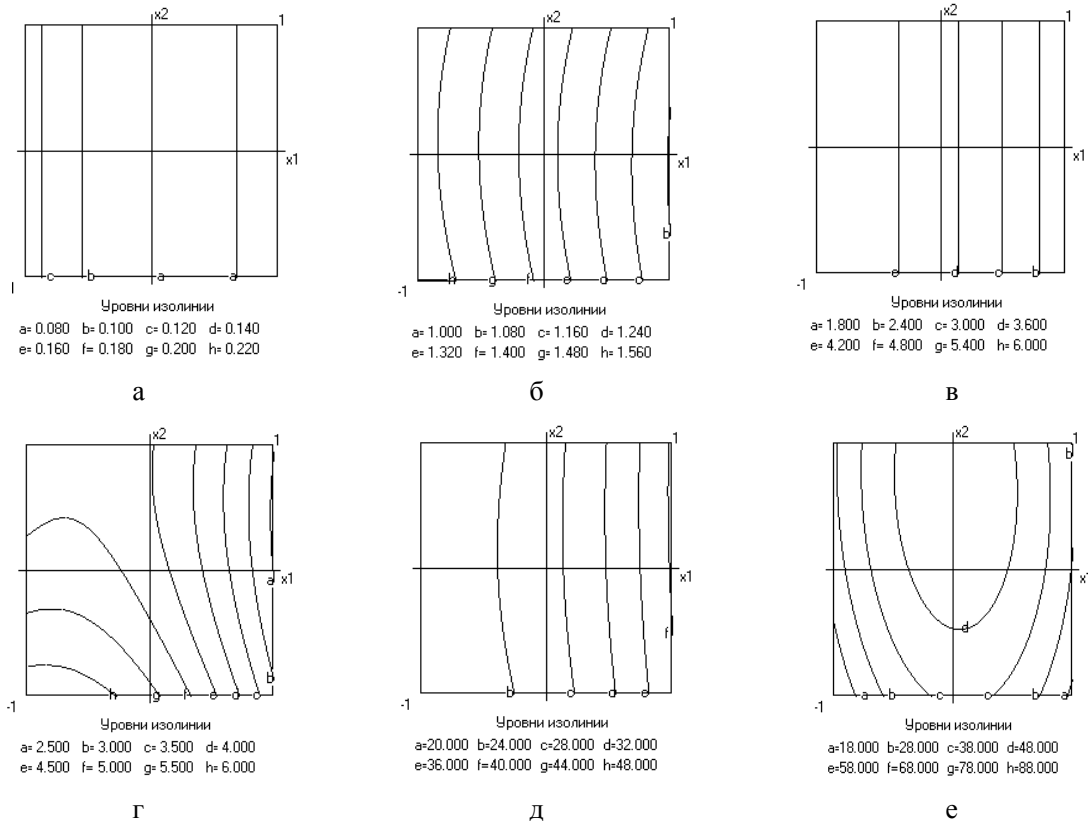 x2
1
x1
c
b
a
a
Уровни изолинии
a= 0.080 b= 0.100 c= 0.120 d= 0.140
e= 0.160 f= 0.180 g= 0.200 h= 0.220
а
x2
1
x1
b
h
g
f
e
d
c
-1
Уровни изолинии
a= 1.000 b= 1.080 c= 1.160 d= 1.240
e= 1.320 f= 1.400 g= 1.480 h= 1.560
б
x2
1
x1
e
d
c
b
-1
Уровни изолинии
a= 1.800 b= 2.400 c= 3.000 d= 3.600
e= 4.200 f= 4.800 g= 5.400 h= 6.000
в
x2
1
x1
a
b
h
g
f
e
d
c
-1
Уровни изолинии
a= 2.500 b= 3.000 c= 3.500 d= 4.000
e= 4.500 f= 5.000 g= 5.500 h= 6.000
г
x2
1
x1
f
b
c
d
e
-1
Уровни изолинии
a=20.000 b=24.000 c=28.000 d=32.000
e=36.000 f=40.000 g=44.000 h=48.000
д
x2
1
b
x1
d
a
b
c
c
b
a
-1
Уровни изолинии
a=18.000 b=28.000 c=38.000 d=48.000
e=58.000 f=68.000 g=78.000 h=88.000
е